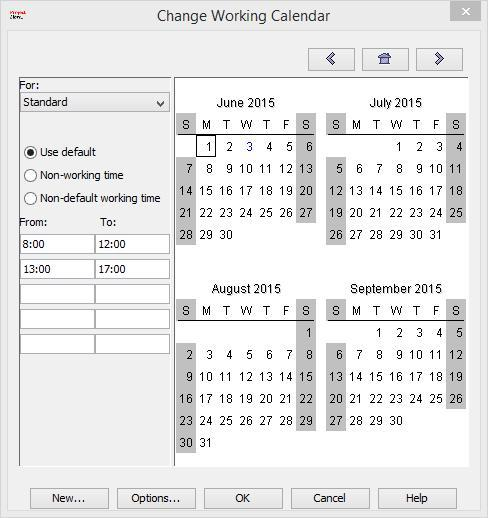 Project
Libre
Change Working Calendar
For:
Standard
Use default
Non-working time
Non-default working time
From: To:
8:00 12:00
13:00 17:00
June 2015
S M T W T F S
1 2 3 4 5 6
7 8 9 10 11 12 13
14 15 16 17 18 19 20
21 22 23 24 25 26 27
28 29 30
July 2015
S M T W T F S
1 2 3 4
5 6 7 8 9 10 11
12 13 14 15 16 17 18
19 20 21 22 23 24 25
26 27 28 29 30 31
August 2015
S M T W T F S
1
2 3 4 5 6 7 8
9 10 11 12 13 14 15
16 17 18 19 20 21 22
23 24 25 26 27 28 29
30 31
September 2015
S M T W T F S
1 2 3 4 5
6 7 8 9 10 11 12
13 14 15 16 17 18 19
20 21 22 23 24 25 26
27 28 29 30
New... Options... OK Cancel Help